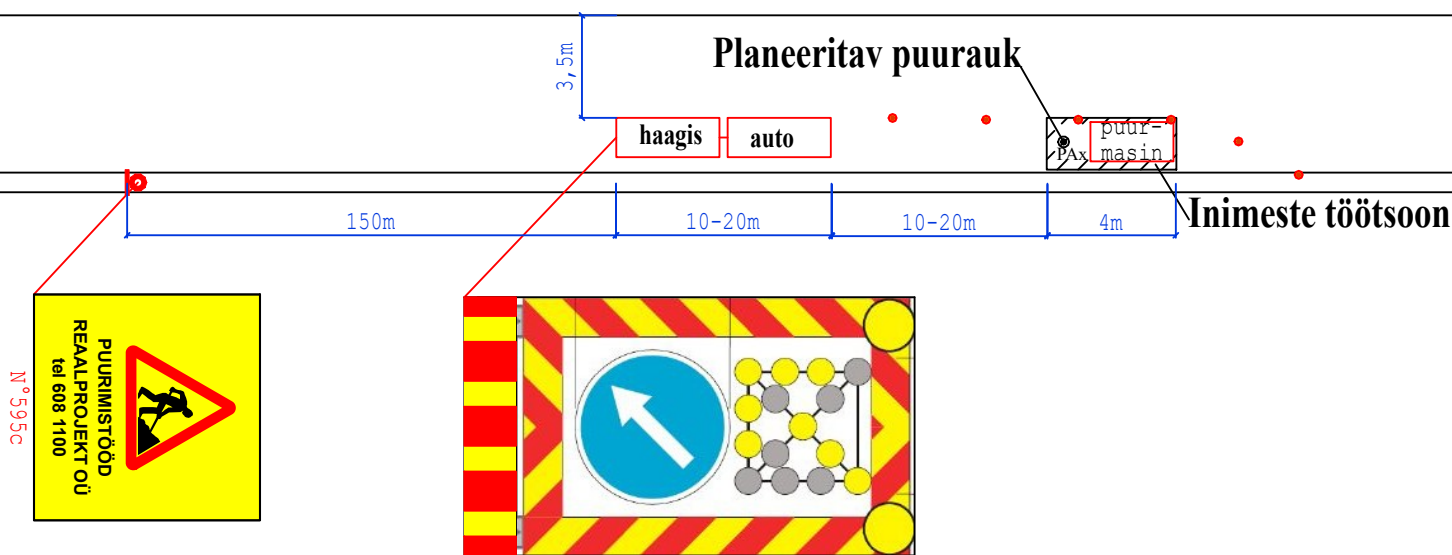 3,5m
Planeeritav puurauk
haagis
auto
puur-
masin
PAx
Inimeste töötsoon
150m
10-20m
10-20m
4m
PUURIMISTÖÖD
REAALPROJEKT OÜ
tel 608 1100
N°595c